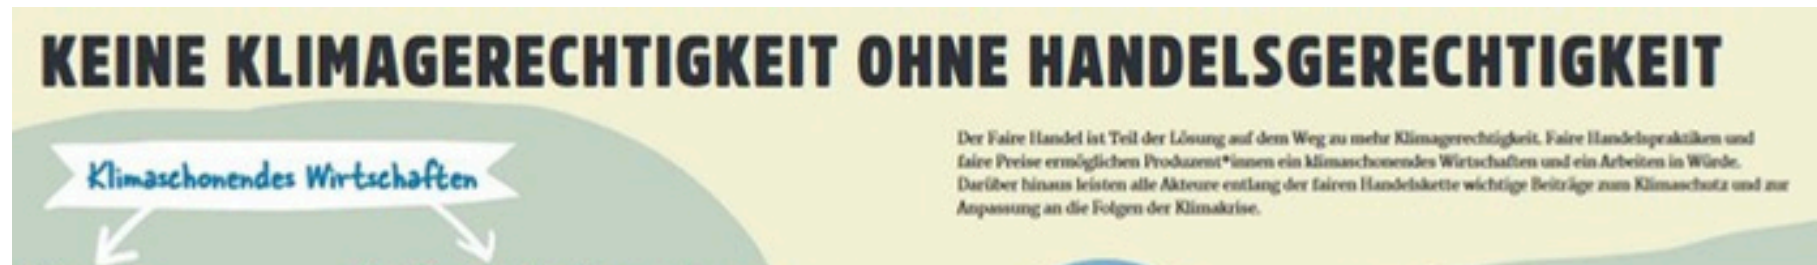 KEINE KLIMAGERECHTIGKEIT OHNE HANDELSGERECHTIGKEIT
Klimaschonendes Wirtschaften
Der Faire Handel ist Teil der Lösung auf dem Weg zu mehr Klimagerechtigkeit. Faire Handelspraktiken und
faire Preise ermöglichen Produzent*innen ein klimaschonendes Wirtschaften und ein Arbeiten in Würde.
Darüber hinaus leisten alle Akteure entlang der fairen Handelskette wichtige Beiträge zum Klimaschutz und zur
Anpassung an die Folgen der Klimakrise.